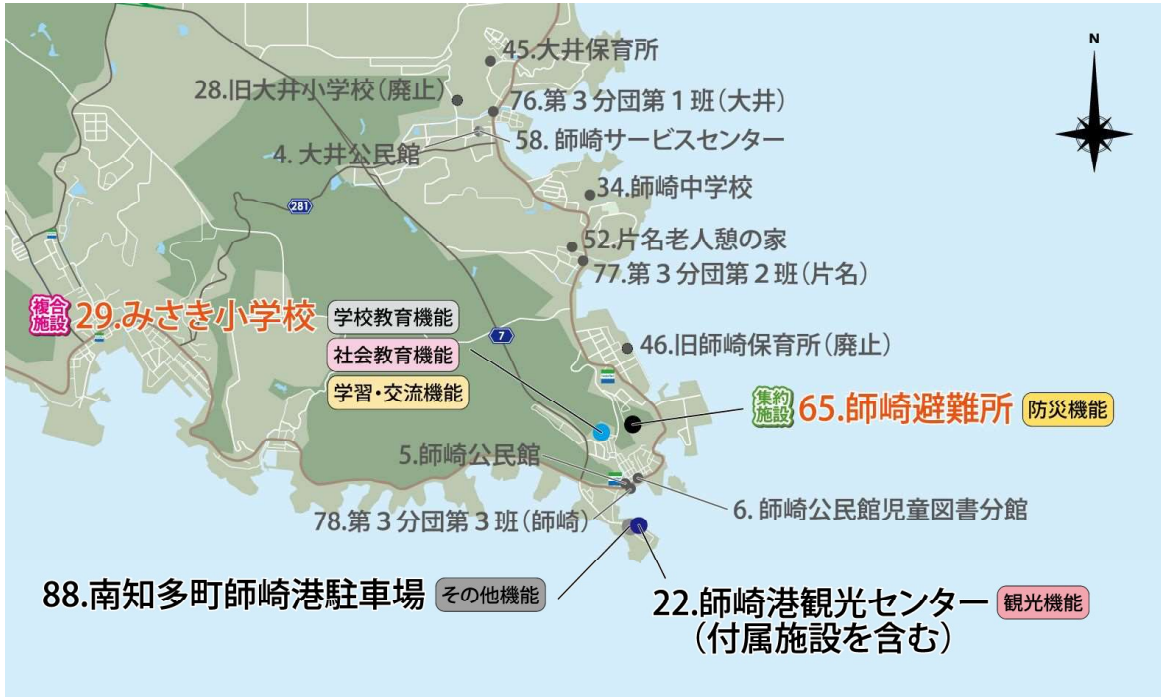 N
45.大井保育所
28.旧大井小学校(廃止)
76.第3分団第1班(大井)
58.師崎サービスセンター
4.大井公民館
34.師崎中学校
281
52.片名老人憩の家
77.第3分団第2班(片名)
複合
施設
29.みさき小学校
学校教育機能
社会教育機能
学習・交流機能
7
46.旧師崎保育所(廃止)
集約
施設
65.師崎避難所
防災機能
5.師崎公民館
6.師崎公民館児童図書分館
78.第3分団第3班(師崎)
88.南知多町師崎港駐車場
その他機能
22.師崎港観光センター
(付属施設を含む)
観光機能